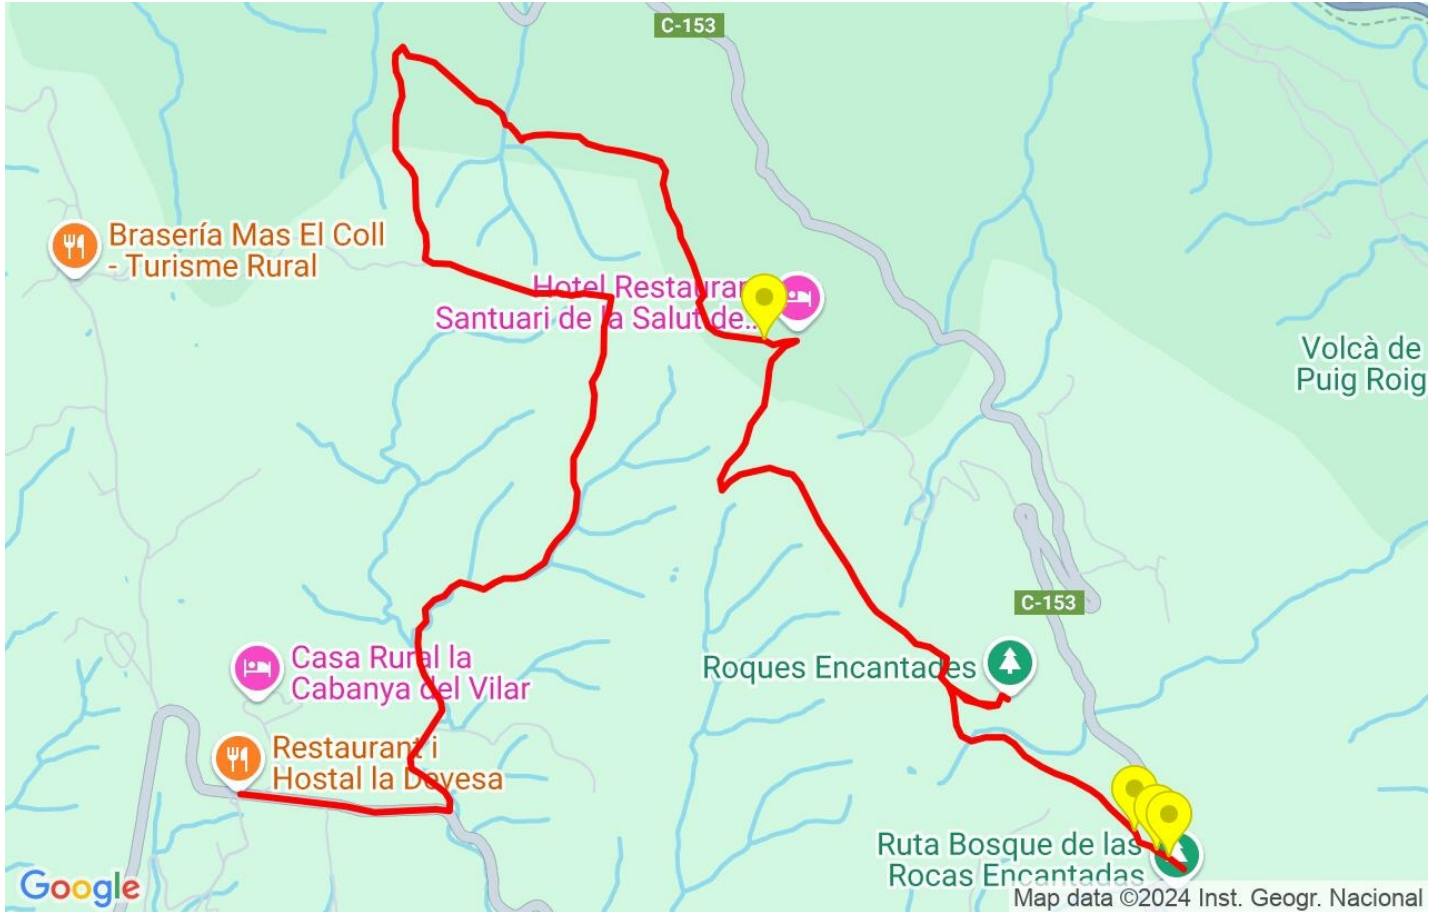 C-153
Brasería Mas El Coll
- Turisme Rural
Hotel Restaurant
Santuari de la Salut de...
Volcà de
Puig Roig
C-153
Roques Encantades
Casa Rural la
Cabanya del Vilar
Restaurant i
Hostal la Devesa
Ruta Bosque de las
Rocas Encantadas
Google
Map data ©2024 Inst. Geogr. Nacional